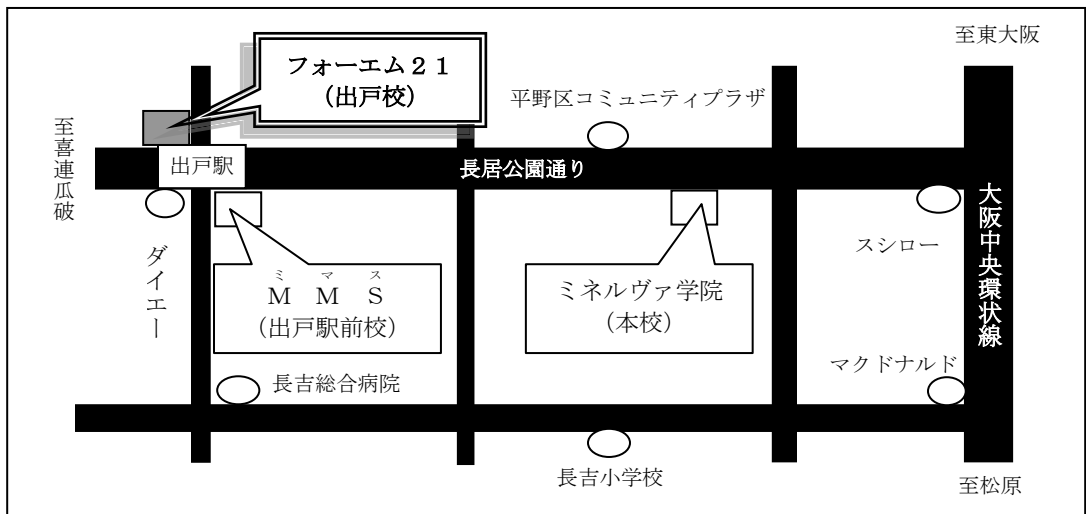 至東大阪
フォーエム２１
（出戸校）
平野区コミュニティプラザ
至喜連瓜破
出戸駅
長居公園通り
大阪中央環状線
スシロー
ダイエー
ミマス
ＭＭＳ
（出戸駅前校）
ミネルヴァ学院
（本校）
マクドナルド
長吉総合病院
長吉小学校
至松原